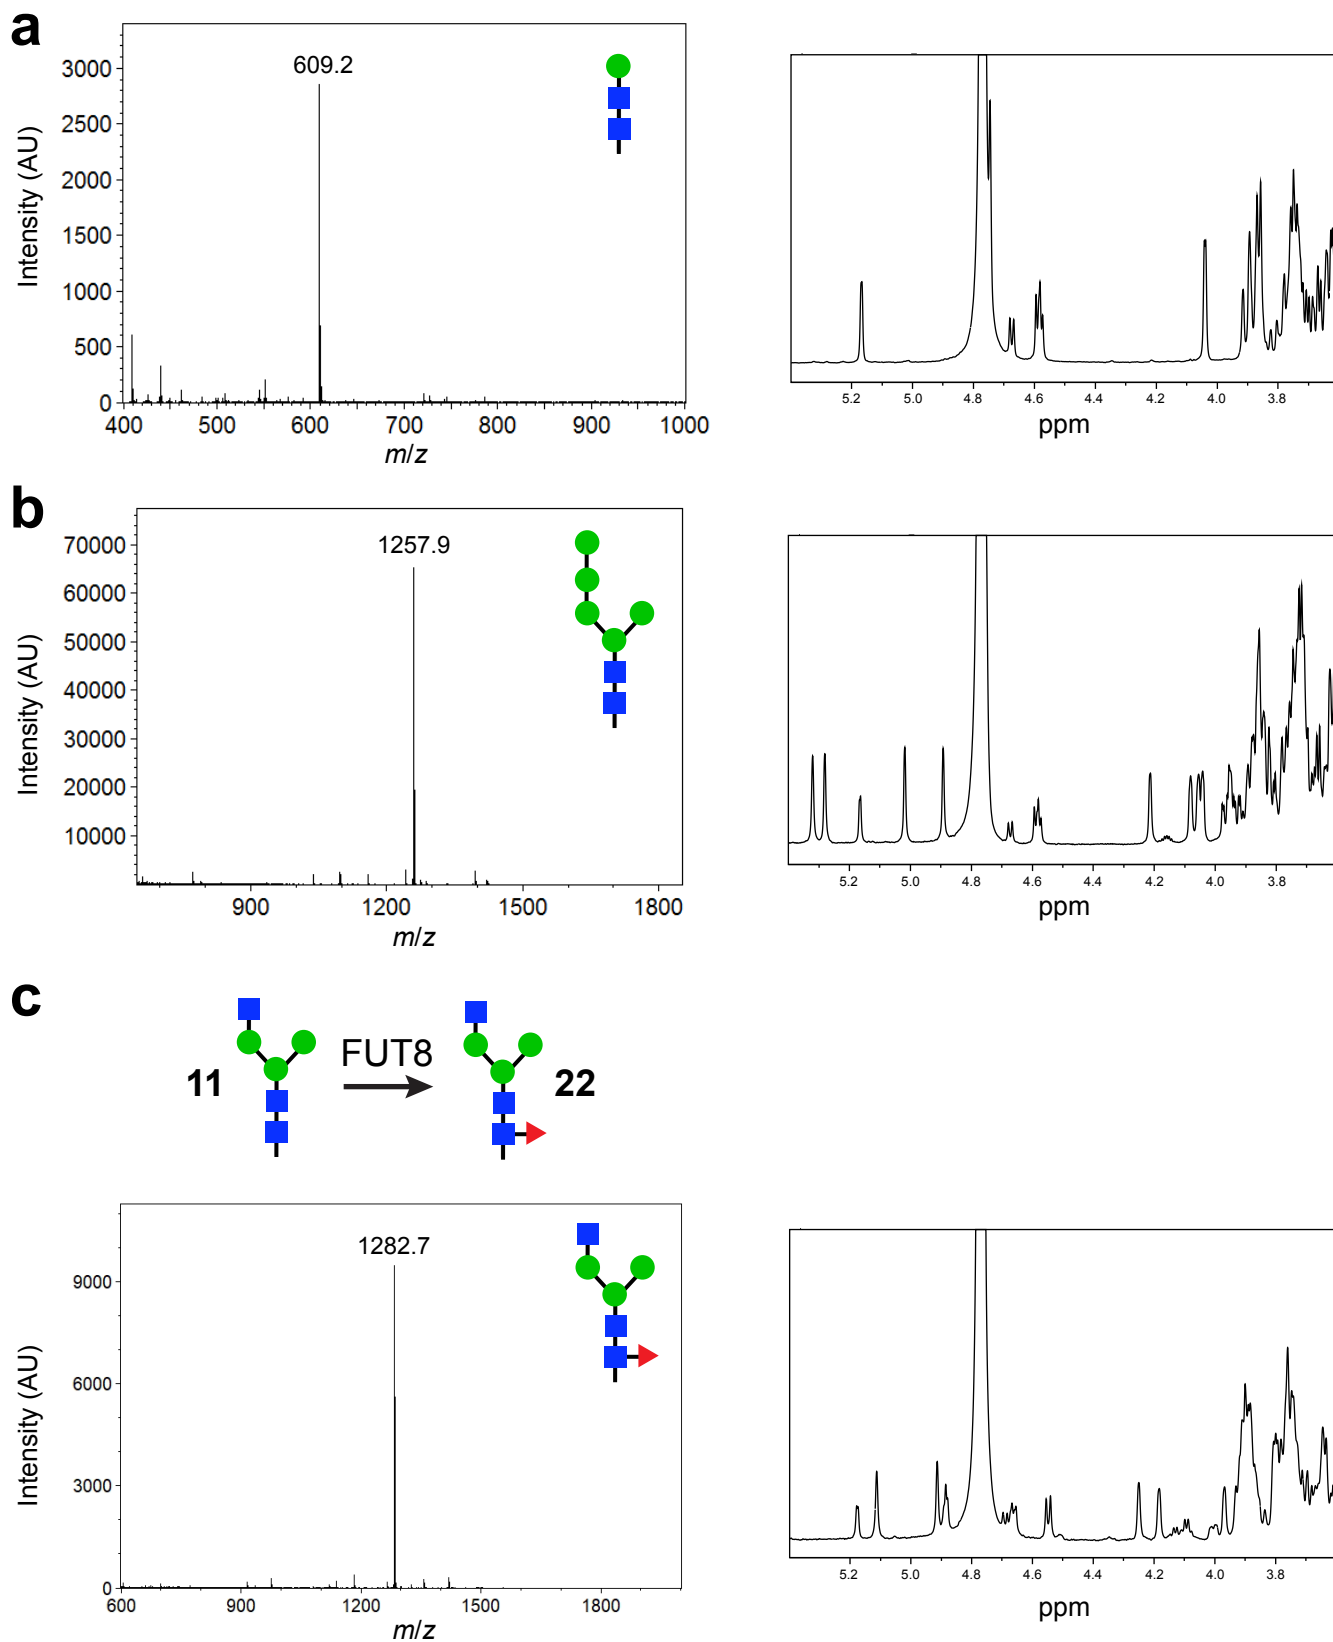 a
609.2
Intensity (AU)
3000
2500
2000
1500
1000
500
0
400 500 600 700 800 900 1000
m/z
5.2 5.0 4.8 4.6 4.4 4.2 4.0 3.8
ppm
b
1257.9
Intensity (AU)
70000
60000
50000
40000
30000
20000
10000
900 1200 1500 1800
m/z
5.2 5.0 4.8 4.6 4.4 4.2 4.0 3.8
ppm
c
11 FUT8 22
1282.7
Intensity (AU)
9000
6000
3000
0
600 900 1200 1500 1800
m/z
5.2 5.0 4.8 4.6 4.4 4.2 4.0 3.8
ppm